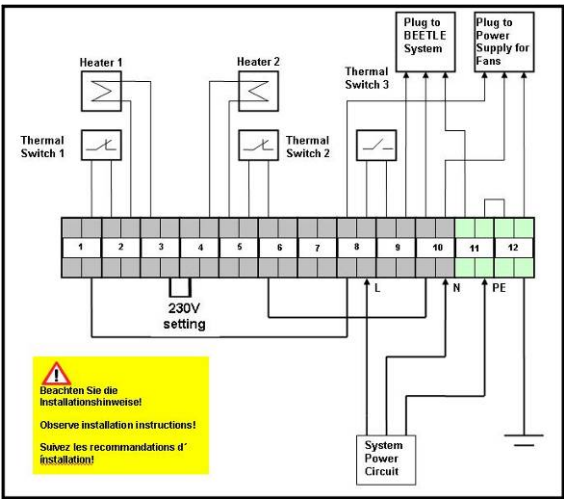 Plug to
BEETLE
System
Plug to
Power
Supply for
Fans
Heater 1
Heater 2
Thermal
Switch 3
Thermal
Switch 1
Thermal
Switch 2
1 2 3 4 5 6 7 8 9 10 11 12
L N PE
230V
setting
Beachten Sie die
Installationshinweise!
Observe installation instructions!
Suivez les recommandations d´
installation!
System
Power
Circuit